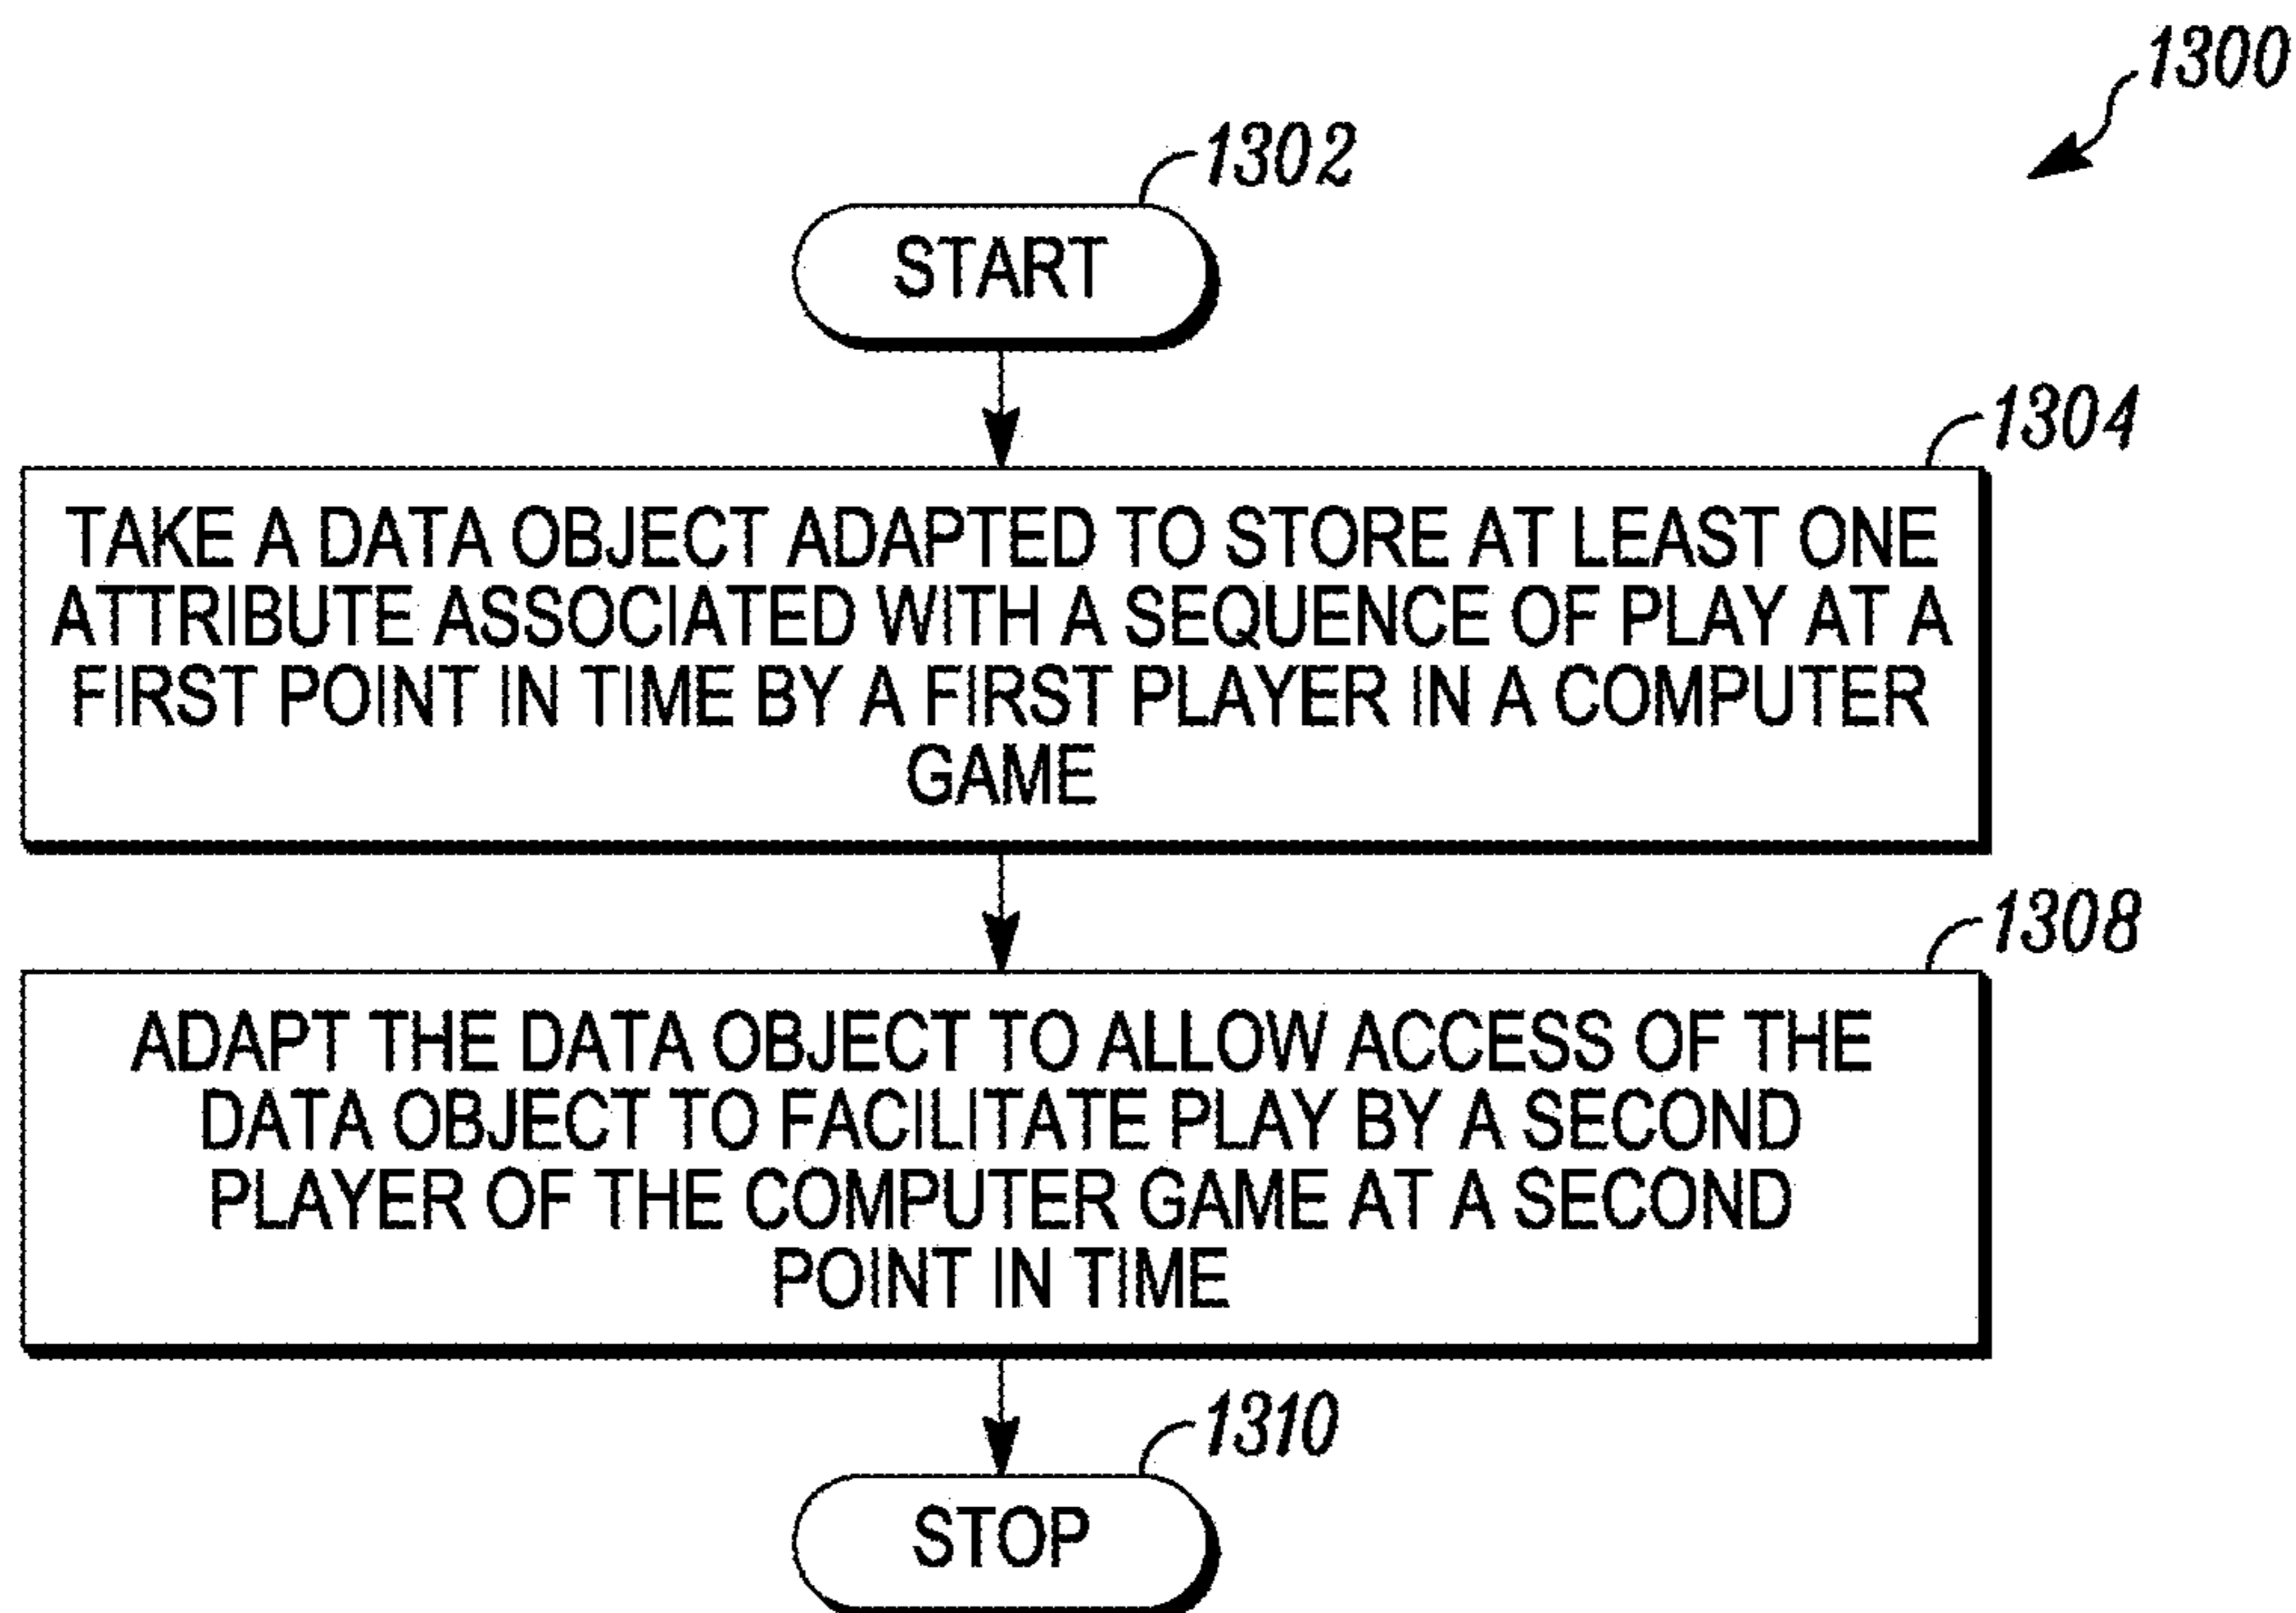 1300
1302
START
1304
TAKE A DATA OBJECT ADAPTED TO STORE AT LEAST ONE
ATTRIBUTE ASSOCIATED WITH A SEQUENCE OF PLAY AT A
FIRST POINT IN TIME BY A FIRST PLAYER IN A COMPUTER
GAME
1308
ADAPT THE DATA OBJECT TO ALLOW ACCESS OF THE
DATA OBJECT TO FACILITATE PLAY BY A SECOND
PLAYER OF THE COMPUTER GAME AT A SECOND
POINT IN TIME
1310
STOP